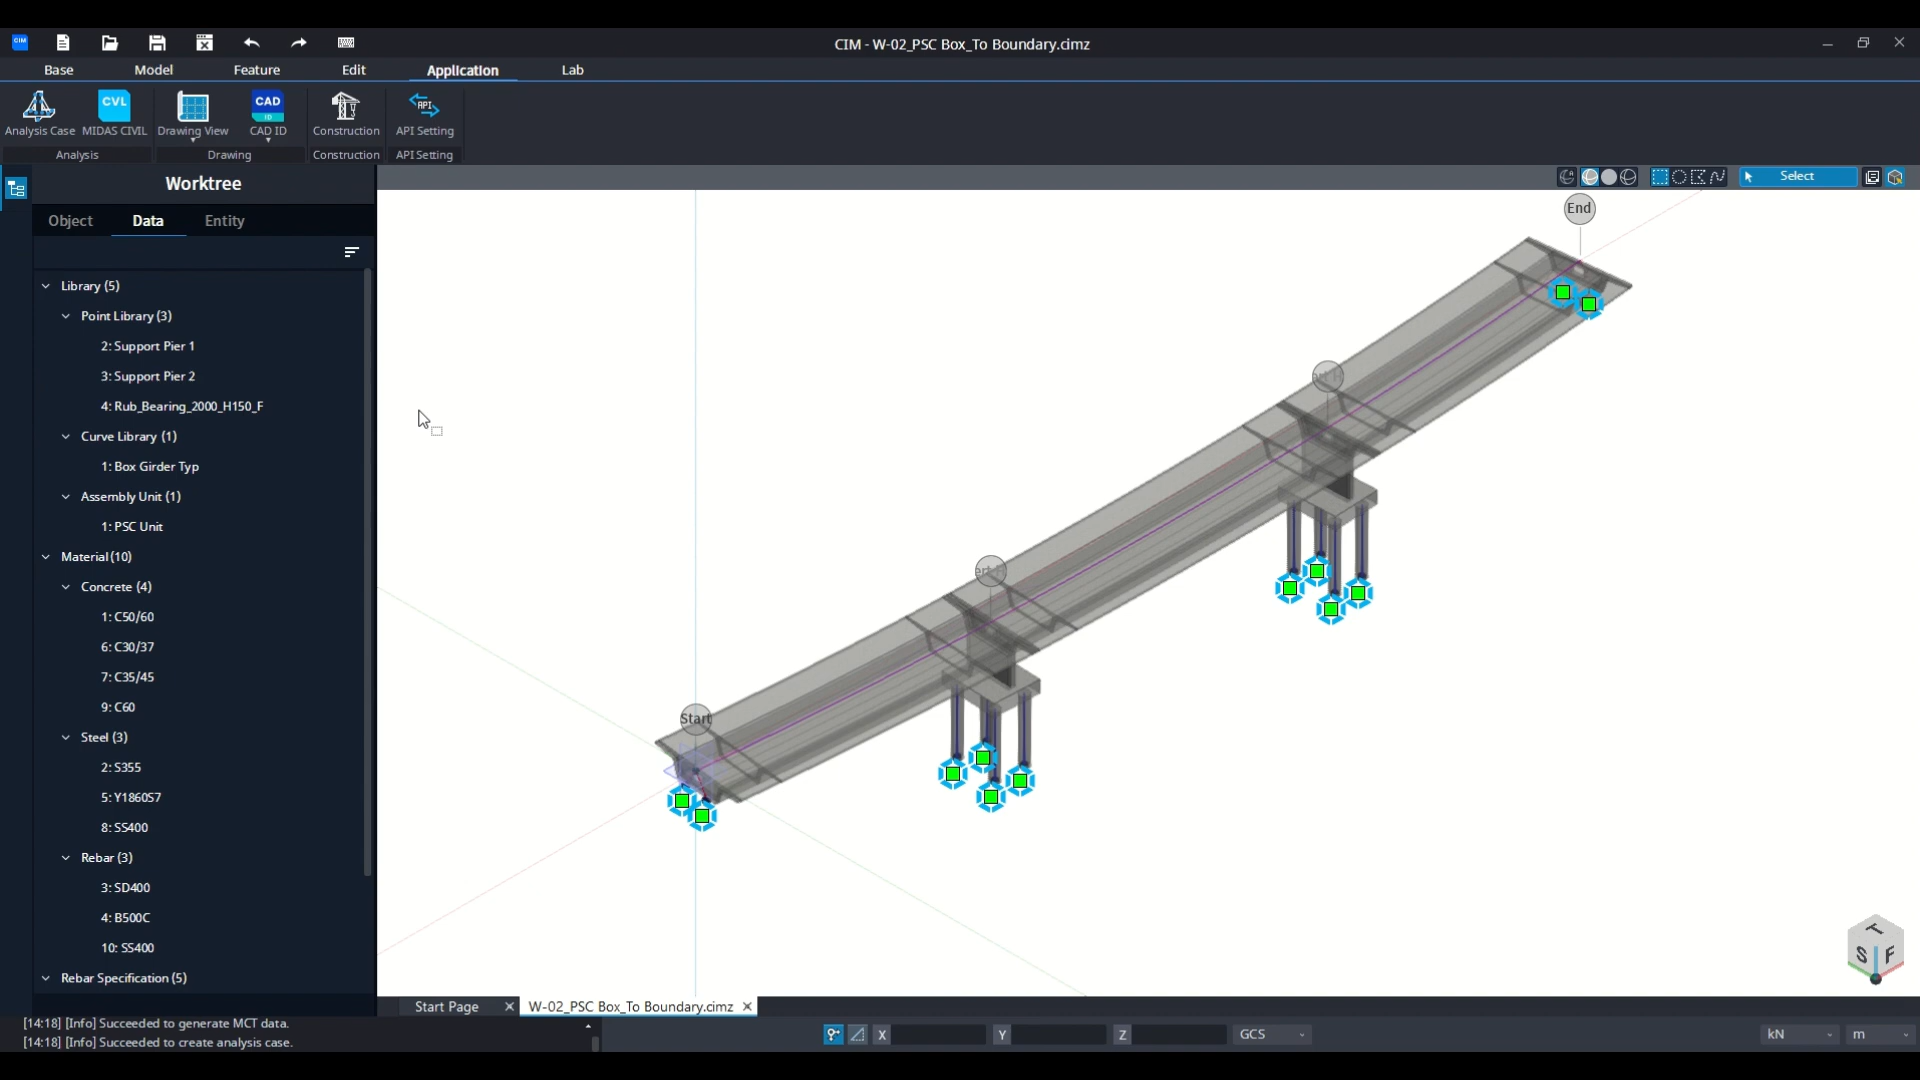 CIM
CIM - W-02_PSC Box_To Boundary.cimz
Base
Model
Feature
Edit
Application
Lab
CVL
CAD
ID
API
Analysis Case
MIDAS CIVIL
Drawing View
CAD ID
Construction
API Setting
Analysis
Drawing
Construction
API Setting
Worktree
Select
Object
Data
Entity
Library (5)
Point Library (3)
2: Support Pier 1
3: Support Pier 2
4: Rub_Bearing_2000_H150_F
Curve Library (1)
1: Box Girder Typ
Assembly Unit (1)
1: PSC Unit
Material (10)
Concrete (4)
1: C50/60
6: C30/37
7: C35/45
9: C60
Steel (3)
2: S355
5: Y1860S7
8: SS400
Rebar (3)
3: SD400
4: B500C
10: SS400
Rebar Specification (5)
End
Start
T
S
F
Start Page
W-02_PSC Box_To Boundary.cimz
[14:18] [Info] Succeeded to generate MCT data.
[14:18] [Info] Succeeded to create analysis case.
X
Y
Z
GCS
kN
m